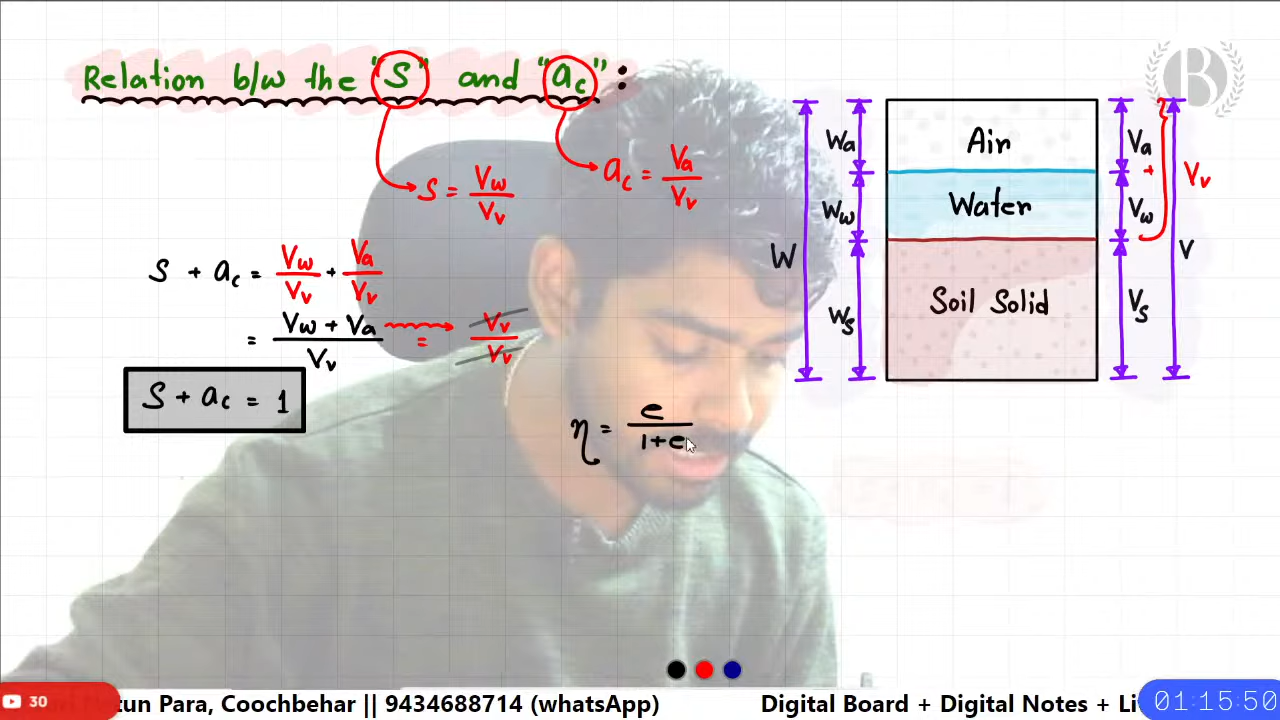 Relation b/w the "S" and "ac" :
S = Vw/Vv
ac = Va/Vv
S + ac = Vw/Vv + Va/Vv
= Vw + Va/Vv = Vv/Vv
S + ac = 1
η = e/1+e
W
Wa
Ww
Ws
Air
Water
Soil Solid
Va
+
Vw
Vs
Vv
V
B
30
tun Para, Coochbehar || 9434688714 (whatsApp)
Digital Board + Digital Notes + Li
01:15:50